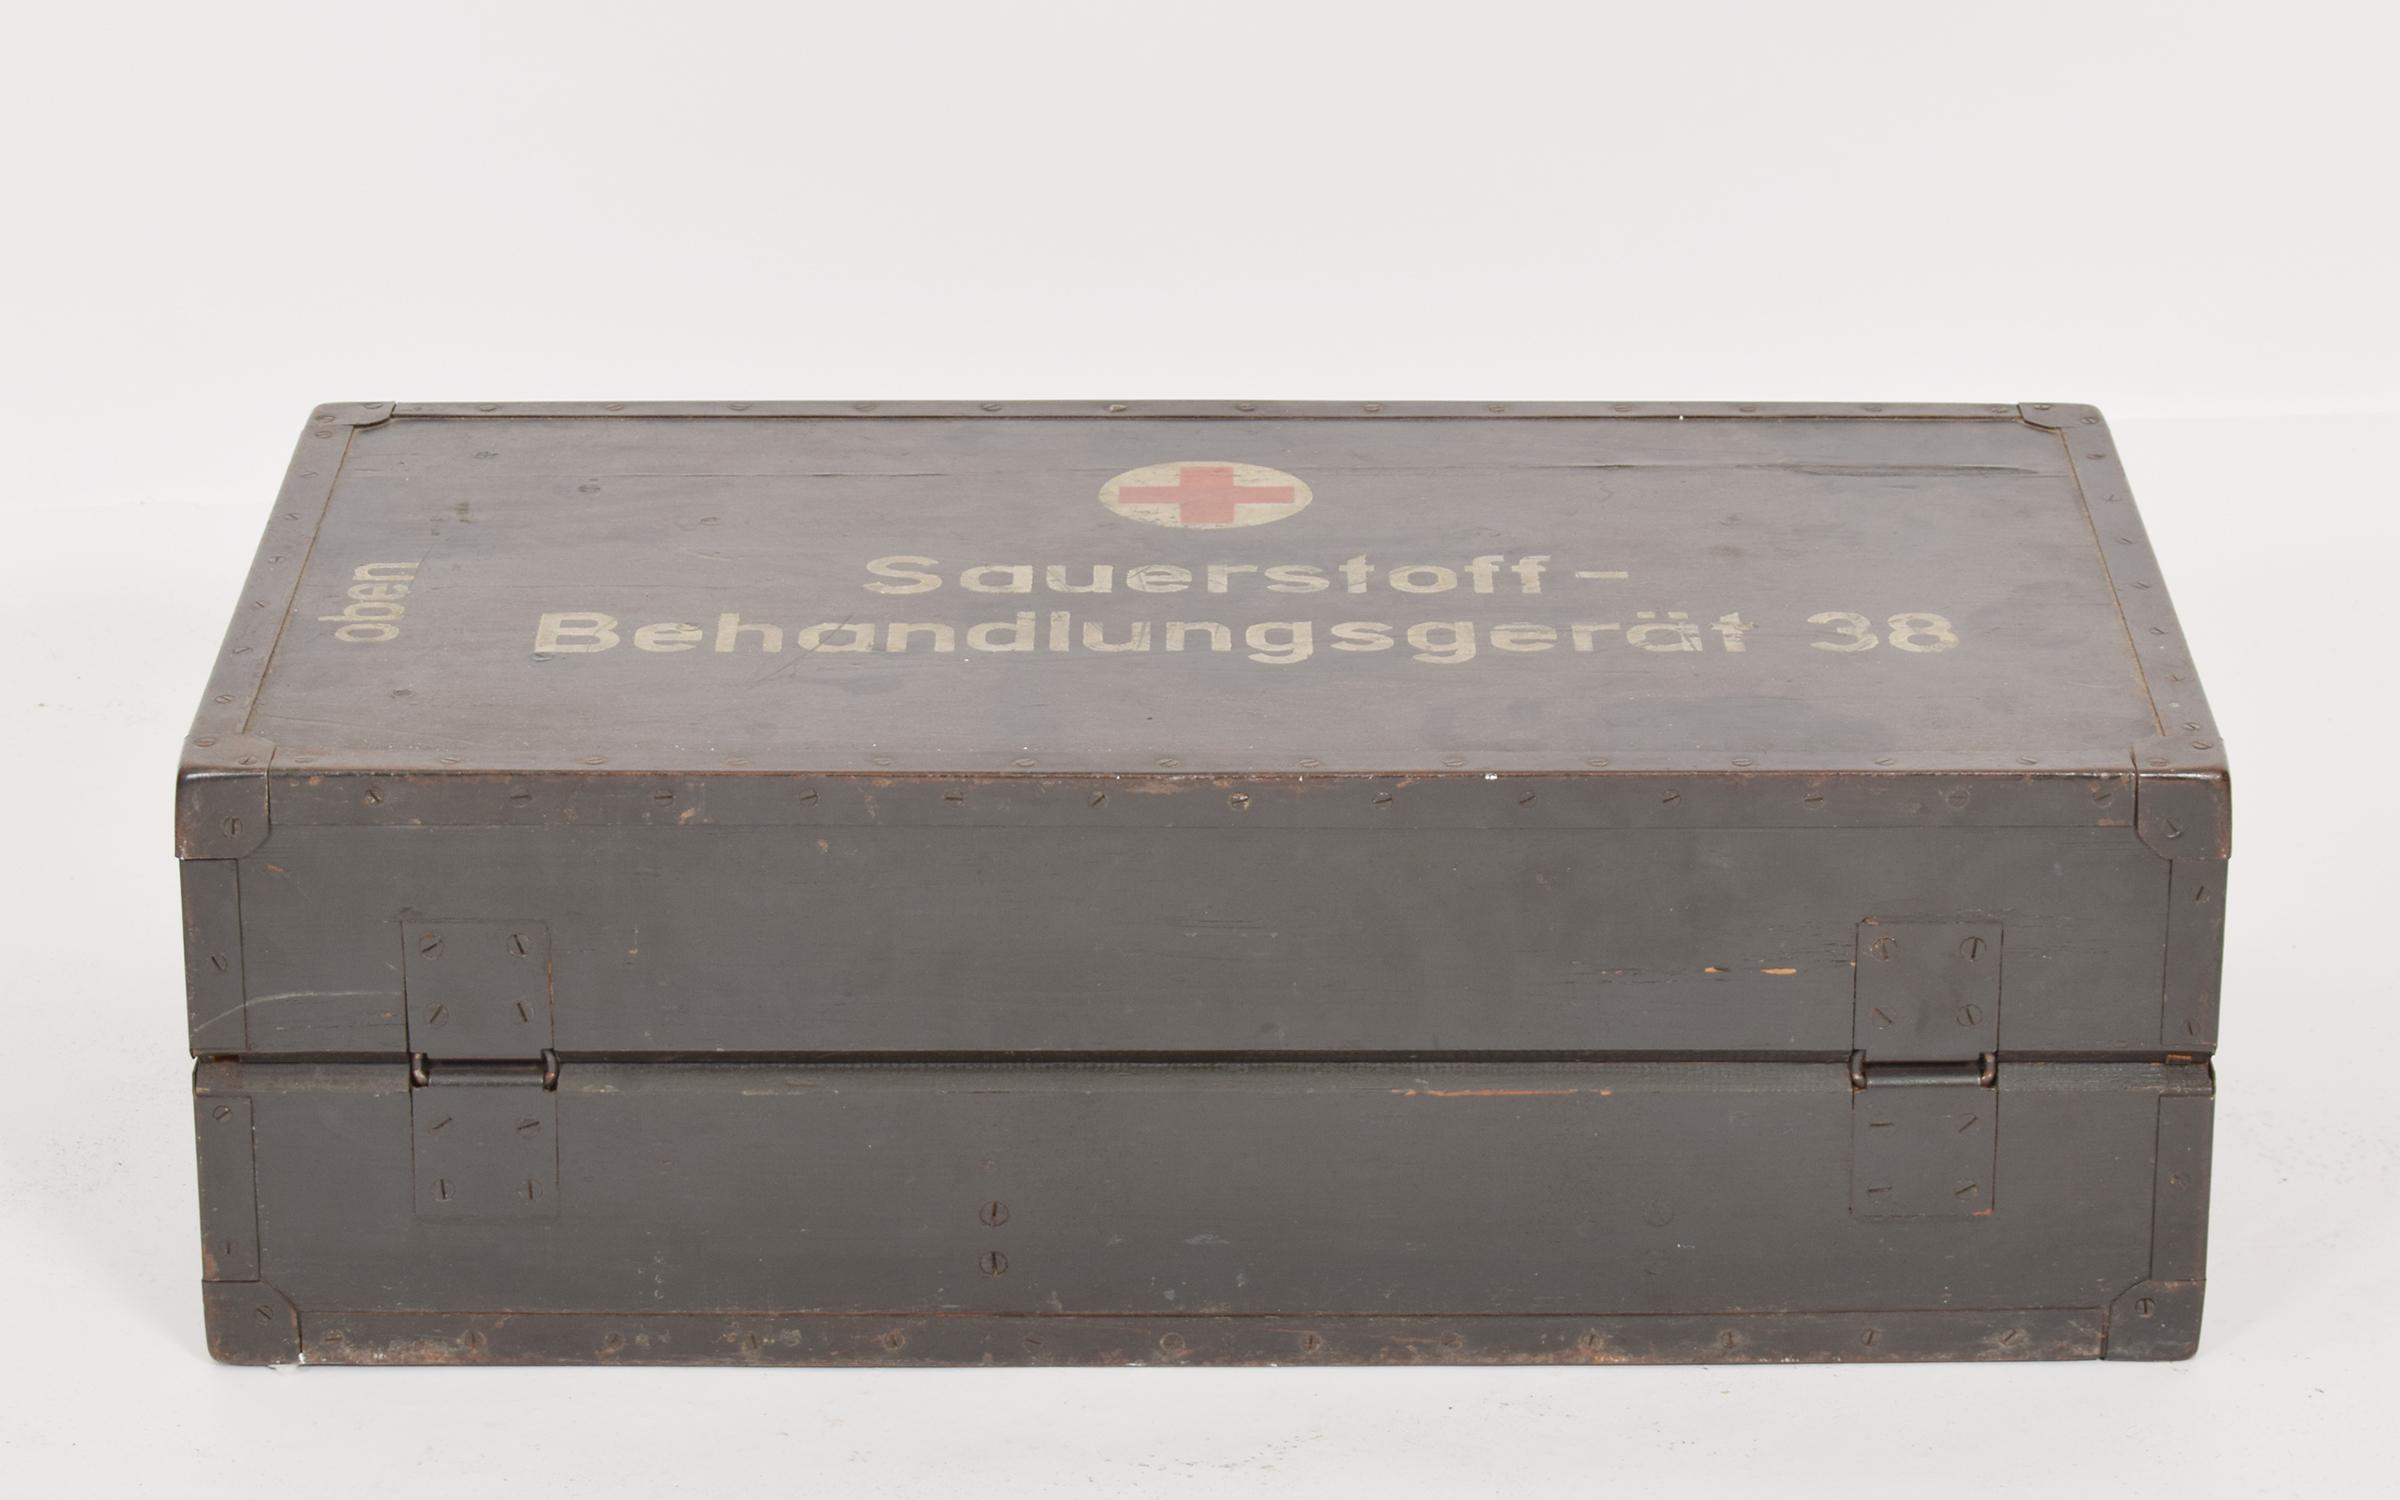 oben
Sauerstoff-
Behandlungsgerät 38